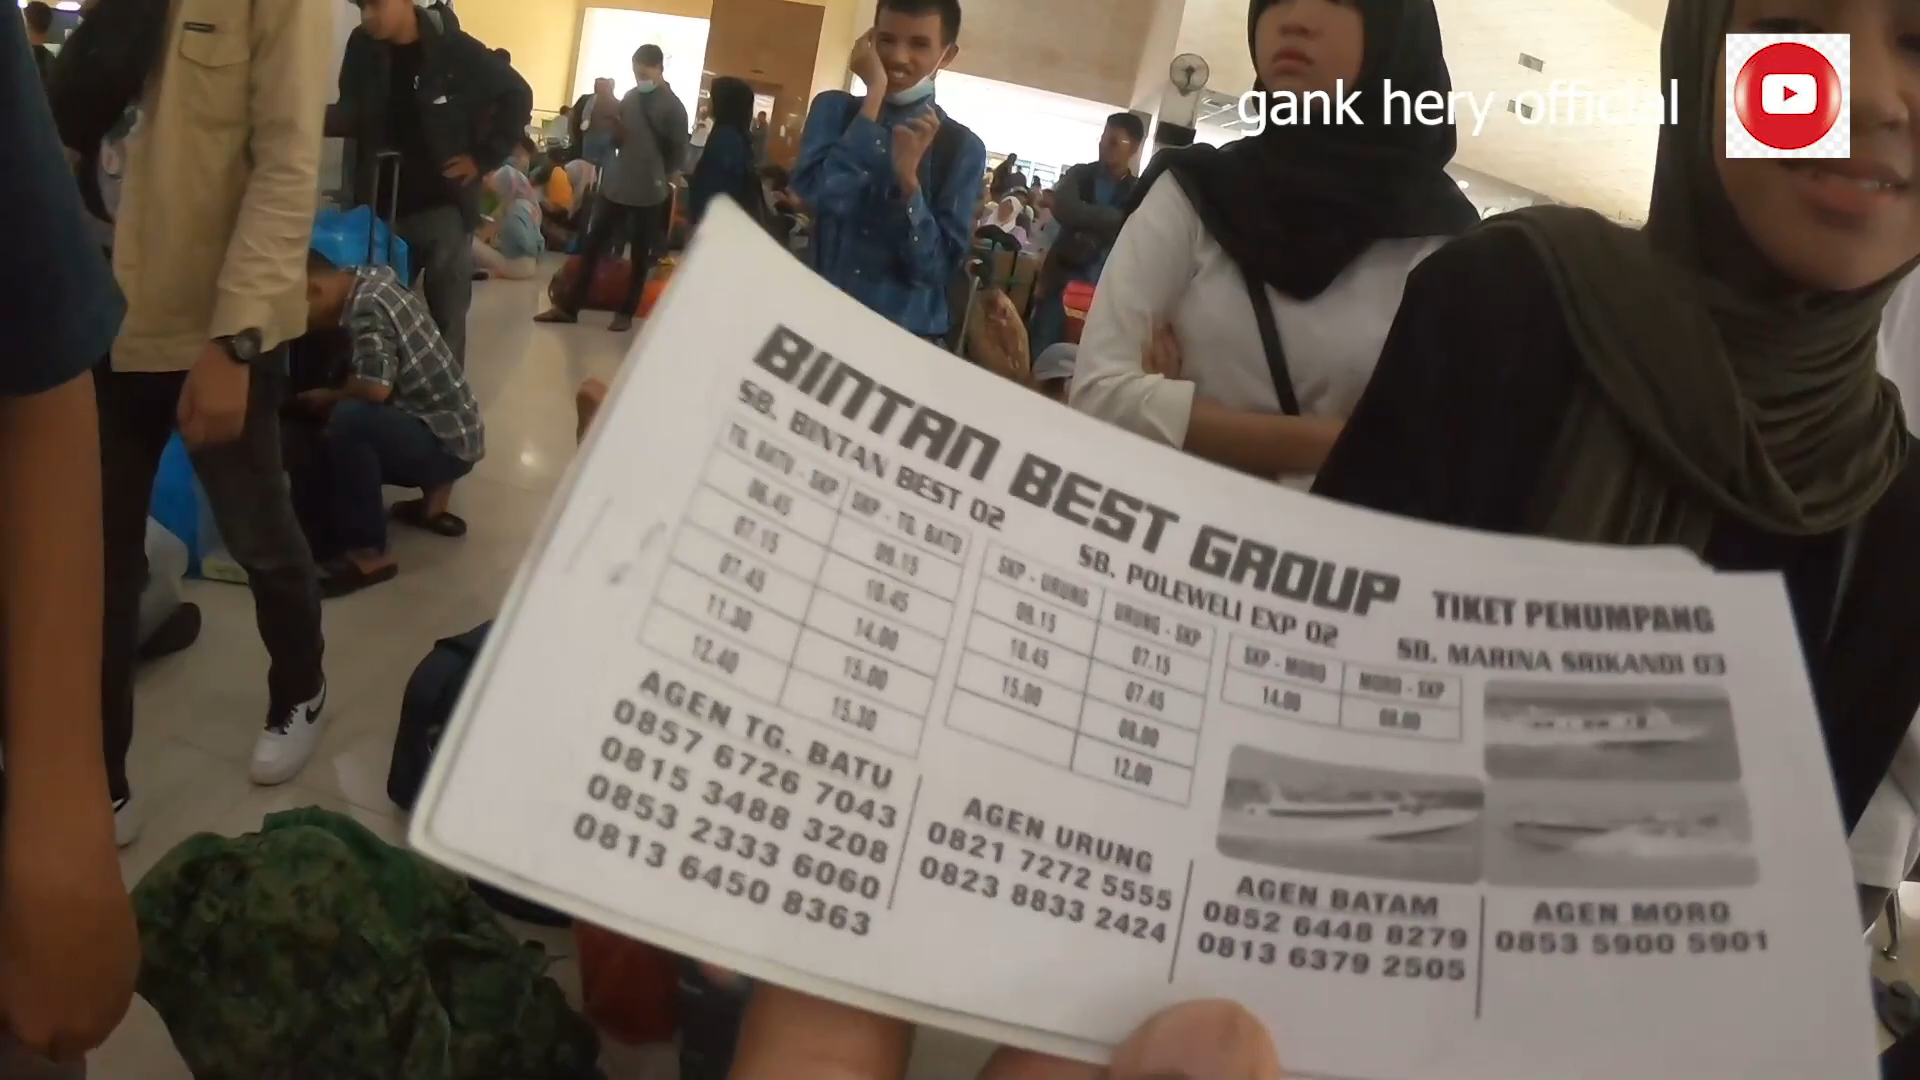 gank hery official
BINTAN BEST GROUP
TIKET PENUMPANG
SB. BINTAN BEST 02
TG. BATU - SKP SKP - TG. BATU
06.45 09.15
07.15 10.45
07.45 14.00
11.30 15.00
12.40 15.30
SB. POLEWELI EXP 02
SKP - URUNG URUNG - SKP
09.15 07.15
10.45 07.45
15.00 08.00
12.00
SB. MARINA SRIKANDI 03
SKP - MORO MORO - SKP
14.00 08.00
AGEN TG. BATU
0857 6726 7043
0815 3488 3208
0853 2333 6060
0813 6450 8363
AGEN URUNG
0821 7272 5555
0823 8833 2424
AGEN BATAM
0852 6448 8279
0813 6379 2505
AGEN MORO
0853 5900 5901